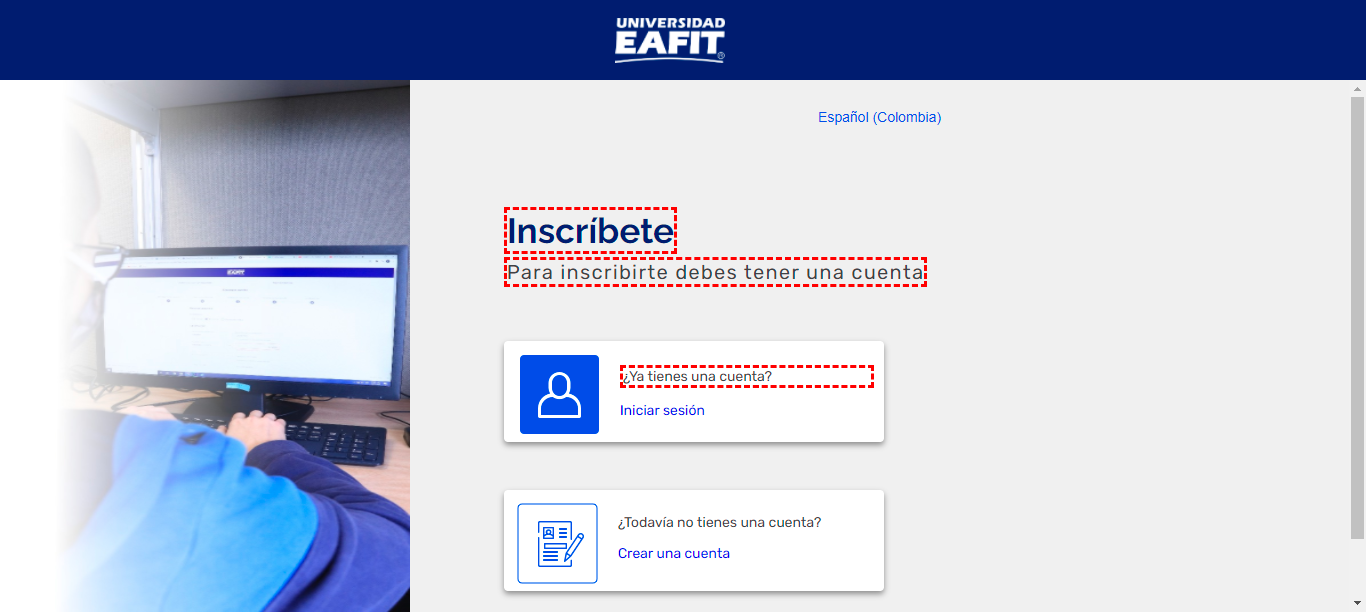 UNIVERSIDAD
EAFIT
Español (Colombia)
Inscríbete
Para inscribirte debes tener una cuenta
EAFIT
¿Ya tienes una cuenta?
Iniciar sesión
¿Todavía no tienes una cuenta?
Crear una cuenta